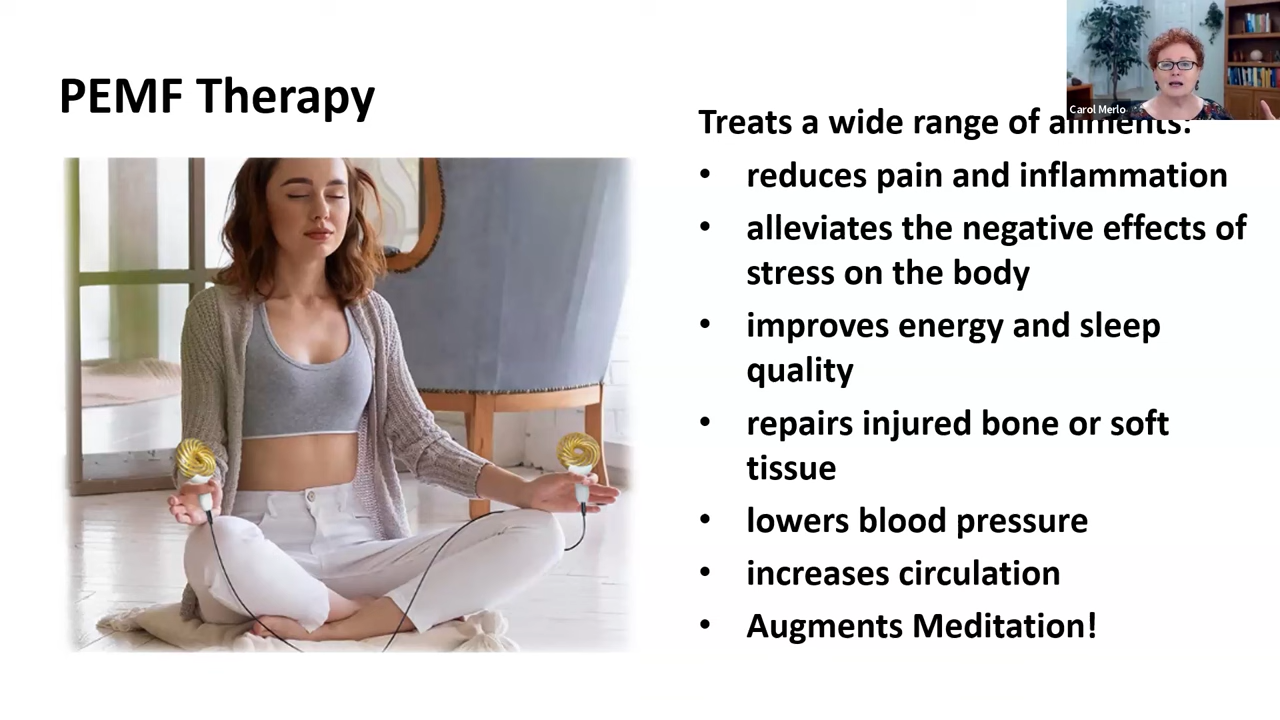 PEMF Therapy
Carol Merlo
Treats a wide range of ailments:
• reduces pain and inflammation
• alleviates the negative effects of
stress on the body
• improves energy and sleep
quality
• repairs injured bone or soft
tissue
• lowers blood pressure
• increases circulation
• Augments Meditation!